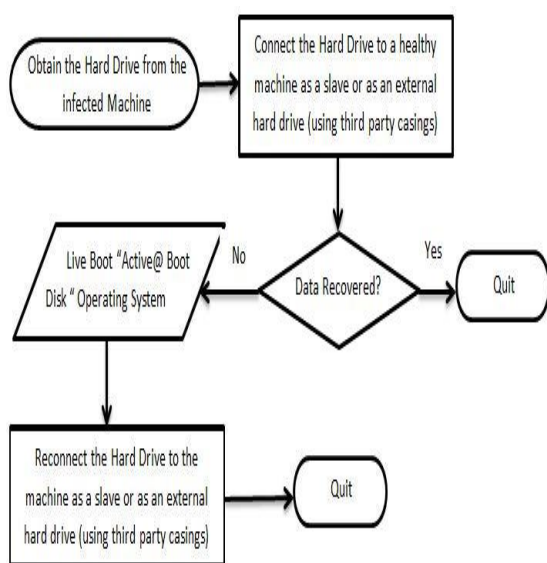 Obtain the Hard Drive from the
infected Machine
Connect the Hard Drive to a healthy
machine as a slave or as an external
hard drive (using third party casings)
Data Recovered?
No
Yes
Quit
Live Boot "Active@ Boot
Disk " Operating System
Reconnect the Hard Drive to the
machine as a slave or as an external
hard drive (using third party casings)
Quit